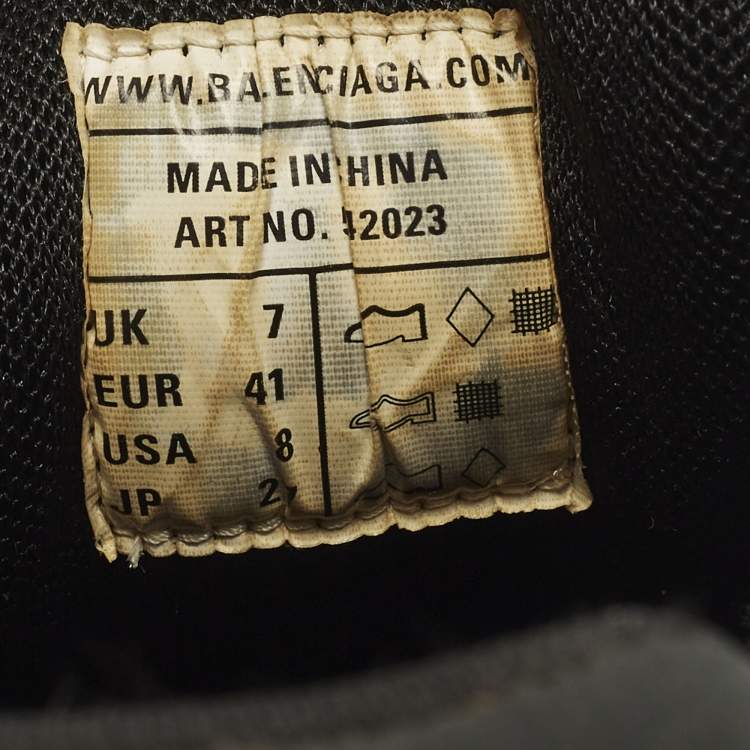 WWW.BALENCIAGA.COM
MADE IN CHINA
ART NO. 42023
UK 7
EUR 41
USA 8
JP